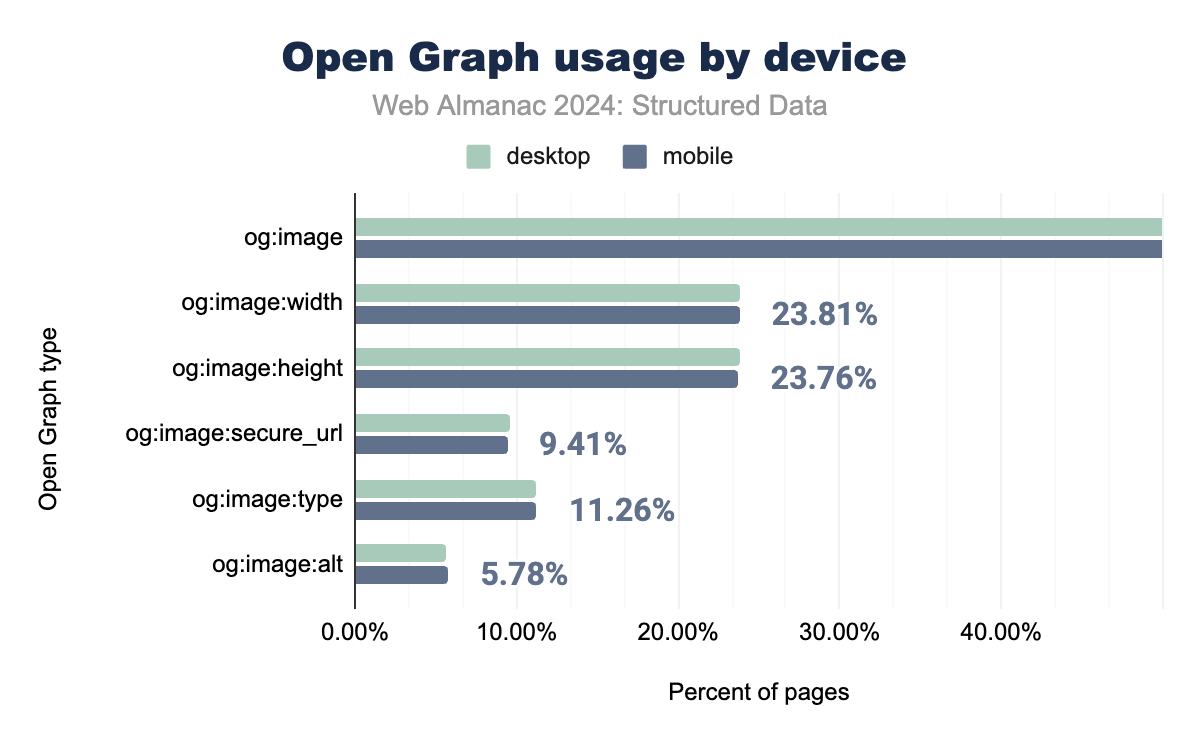 Open Graph usage by device
Web Almanac 2024: Structured Data
desktop
mobile
Open Graph type
og:image
og:image:width
23.81%
og:image:height
23.76%
og:image:secure_url
9.41%
og:image:type
11.26%
og:image:alt
5.78%
0.00%
10.00%
20.00%
30.00%
40.00%
Percent of pages